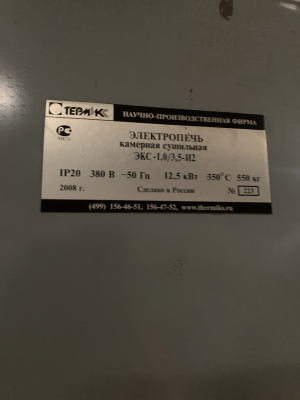 ТЕРМИКС
НАУЧНО-ПРОИЗВОДСТВЕННАЯ ФИРМА
ЭЛЕКТРОПЕЧЬ
камерная сушильная
ЭКС -1,0/3,5-И2
IP20 380 В ~50 Гц 12,5 кВт 350°С 550 кг
2008 г. Сделано в России № 223
(499) 156-46-51, 156-47-52, www.thermiks.ru